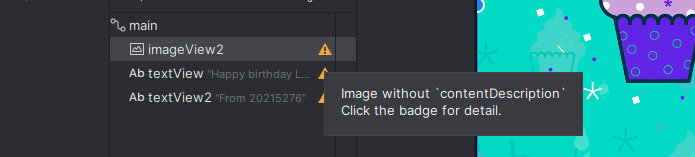 main
imageView2
Ab textView "Happy birthday L...
Ab textView2 "From 20215276"
Image without `contentDescription`
Click the badge for detail.